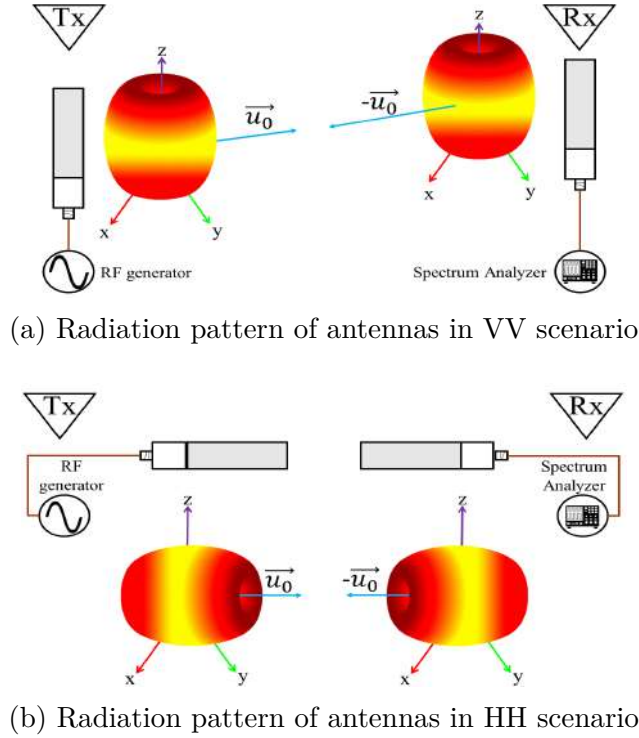 Tx
Rx
z
z
u₀
-u₀
x
y
x
y
RF generator
Spectrum Analyzer
(a) Radiation pattern of antennas in VV scenario
Tx
Rx
RF
generator
Spectrum
Analyzer
z
z
u₀
-u₀
x
y
x
y
(b) Radiation pattern of antennas in HH scenario